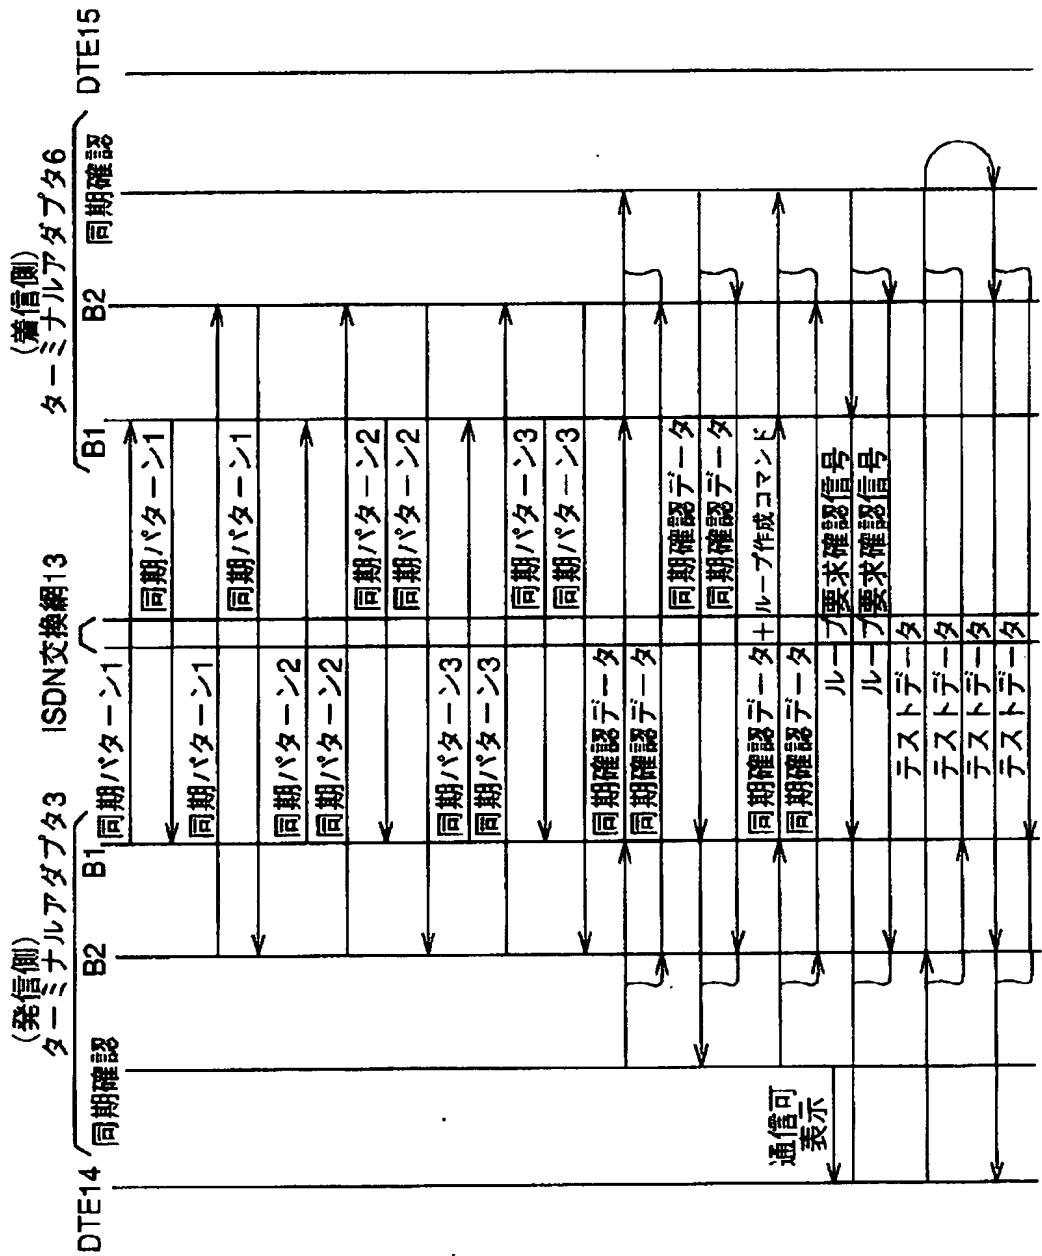 (発信側)
ターミナルアダプタ3
(着信側)
ターミナルアダプタ6
DTE14
同期確認
B2
B1
ISDN交換網13
B1
B2
同期確認
DTE15
同期パターン1
同期パターン1
同期パターン1
同期パターン1
同期パターン2
同期パターン2
同期パターン2
同期パターン2
同期パターン3
同期パターン3
同期パターン3
同期パターン3
同期確認データ
同期確認データ
同期確認データ
同期確認データ
同期確認データ+ループ作成コマンド
同期確認データ
通信可
表示
ループ要求確認信号
ループ要求確認信号
テストデータ
テストデータ
テストデータ
テストデータ